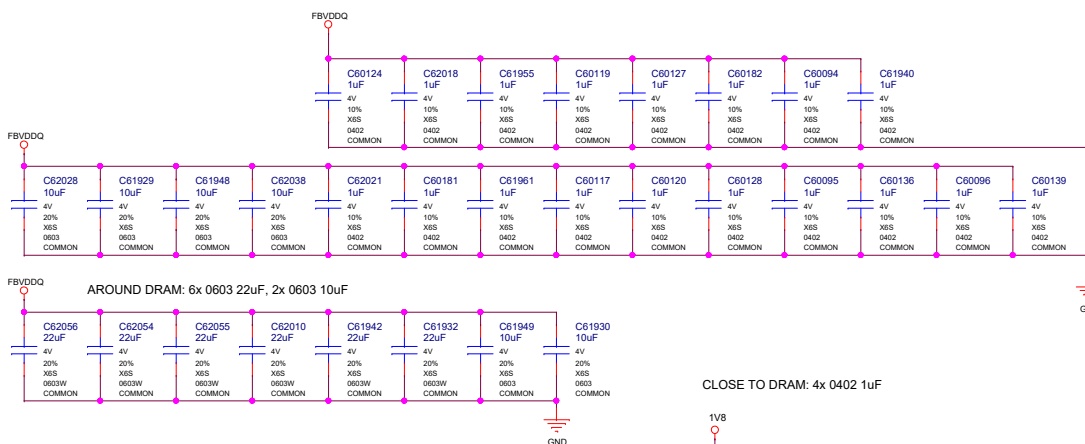 FBVDDQ
C60124 C62018 C61955 C60119 C60127 C60182 C60094 C61940
1uF 1uF 1uF 1uF 1uF 1uF 1uF 1uF
4V 4V 4V 4V 4V 4V 4V 4V
10% 10% 10% 10% 10% 10% 10% 10%
X6S X6S X6S X6S X6S X6S X6S X6S
0402 0402 0402 0402 0402 0402 0402 0402
COMMON COMMON COMMON COMMON COMMON COMMON COMMON COMMON
FBVDDQ
C62028 C61929 C61948 C62038 C62021 C60181 C61961 C60117 C60120 C60128 C60095 C60136 C60096 C60139
10uF 10uF 10uF 10uF 1uF 1uF 1uF 1uF 1uF 1uF 1uF 1uF 1uF 1uF
4V 4V 4V 4V 4V 4V 4V 4V 4V 4V 4V 4V 4V 4V
20% 20% 20% 20% 10% 10% 10% 10% 10% 10% 10% 10% 10% 10%
X6S X6S X6S X6S X6S X6S X6S X6S X6S X6S X6S X6S X6S X6S
0603 0603 0603 0603 0402 0402 0402 0402 0402 0402 0402 0402 0402 0402
COMMON COMMON COMMON COMMON COMMON COMMON COMMON COMMON COMMON COMMON COMMON COMMON COMMON COMMON
FBVDDQ
AROUND DRAM: 6x 0603 22uF, 2x 0603 10uF
C62056 C62054 C62055 C62010 C61942 C61932 C61949 C61930
22uF 22uF 22uF 22uF 22uF 22uF 10uF 10uF
4V 4V 4V 4V 4V 4V 4V 4V
20% 20% 20% 20% 20% 20% 20% 20%
X6S X6S X6S X6S X6S X6S X6S X6S
0603W 0603W 0603W 0603W 0603W 0603W 0603 0603
COMMON COMMON COMMON COMMON COMMON COMMON COMMON COMMON
GND
CLOSE TO DRAM: 4x 0402 1uF
1V8